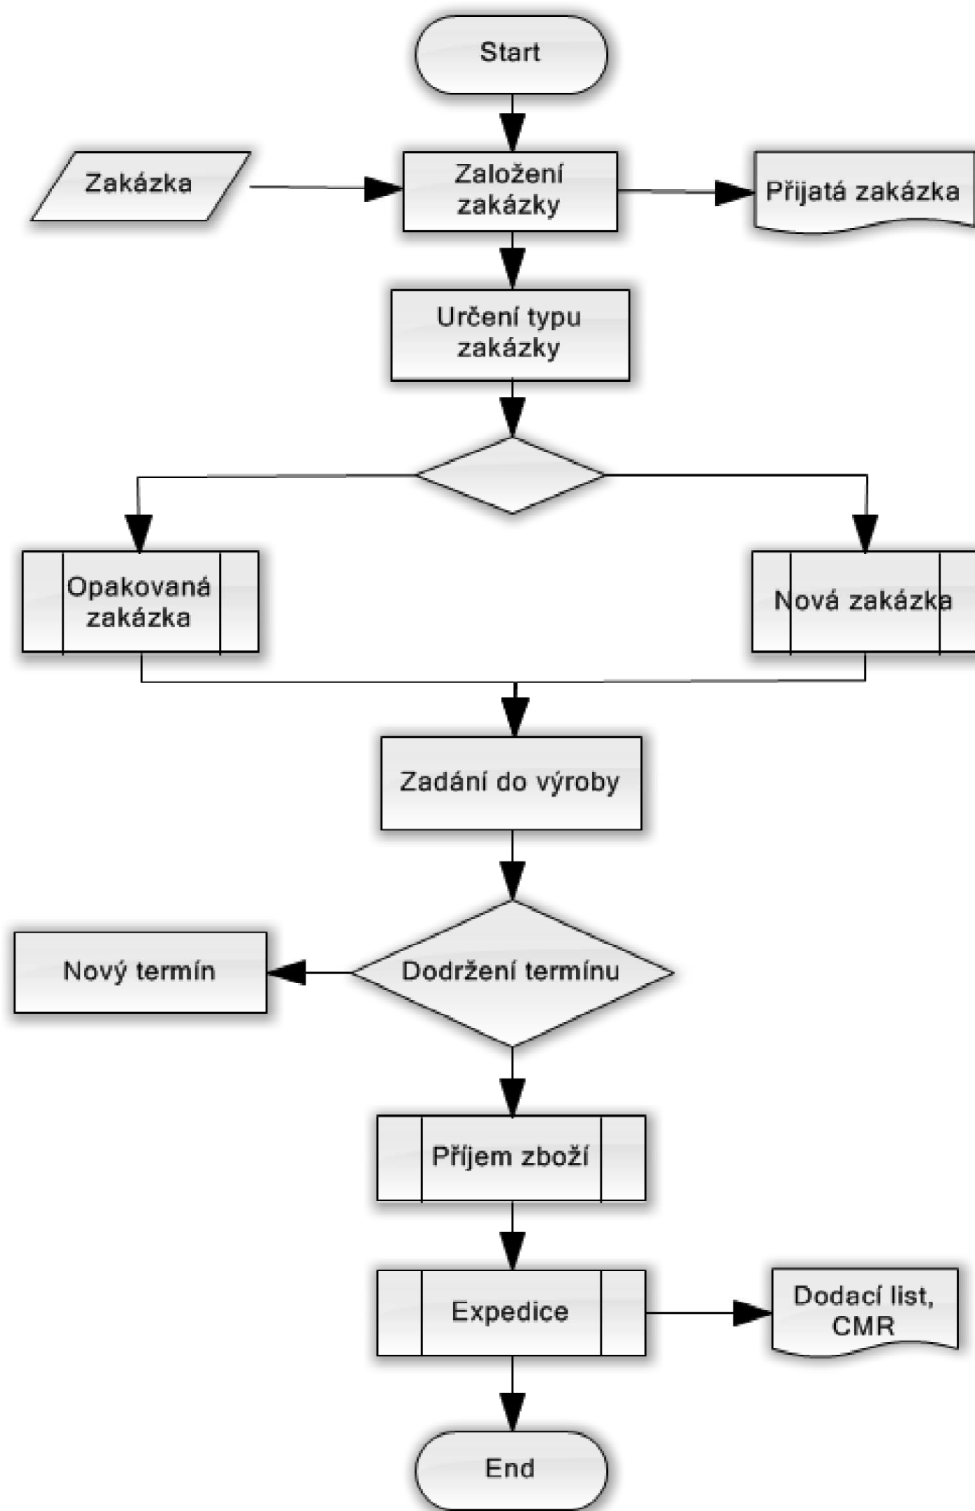 Start
Zakázka
Založení
zakázky
Přijatá zakázka
Určení typu
zakázky
Opakovaná
zakázka
Nová zakázka
Zadání do výroby
Nový termín
Dodržení termínu
Příjem zboží
Expedice
Dodací list,
CMR
End